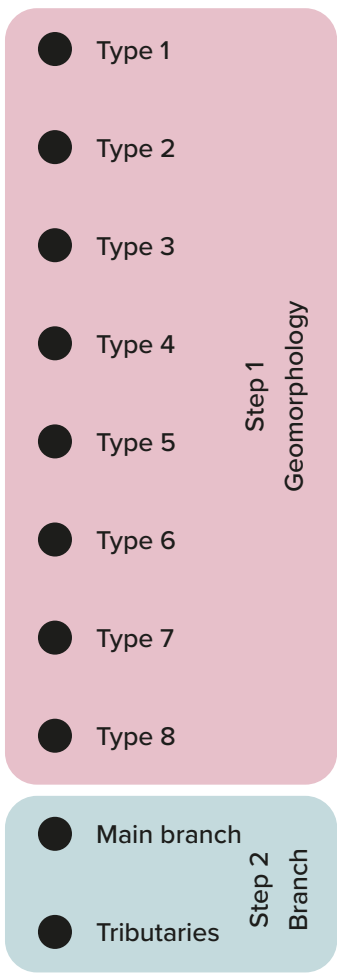 Type 1
Type 2
Type 3
Type 4
Type 5
Type 6
Type 7
Type 8
Step 1
Geomorphology
Main branch
Tributaries
Step 2
Branch